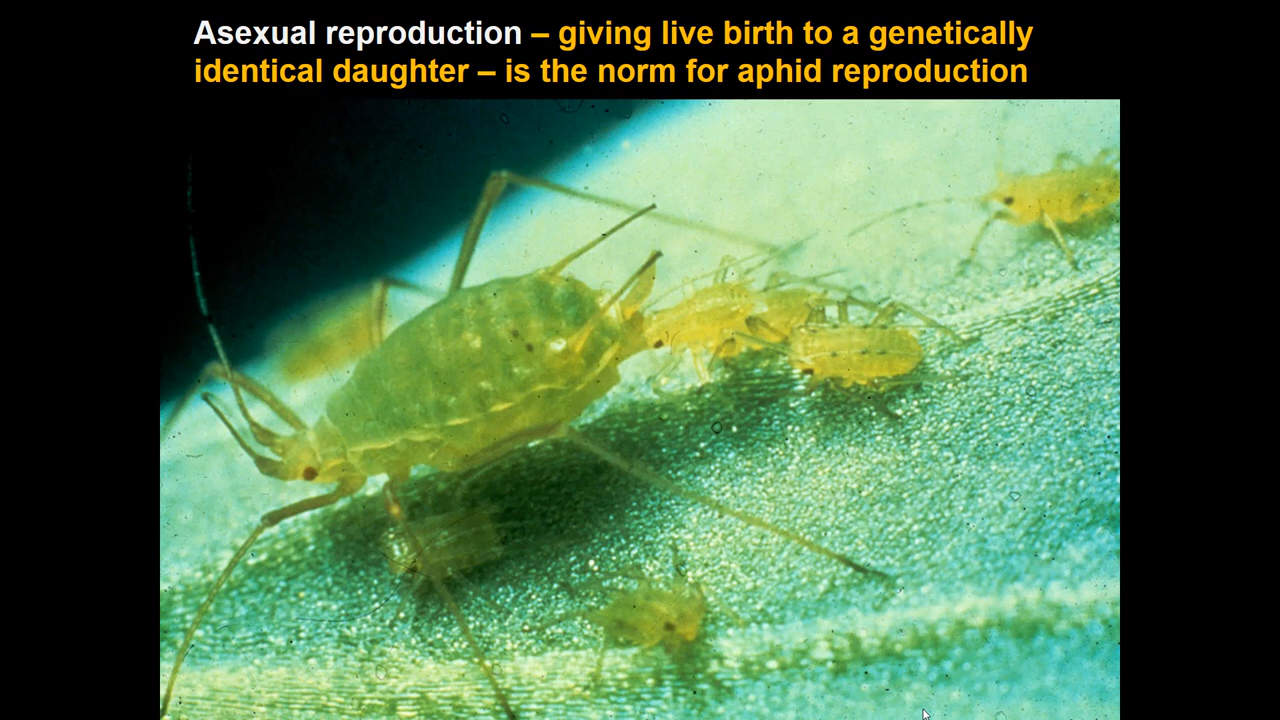 Asexual reproduction – giving live birth to a genetically
identical daughter – is the norm for aphid reproduction